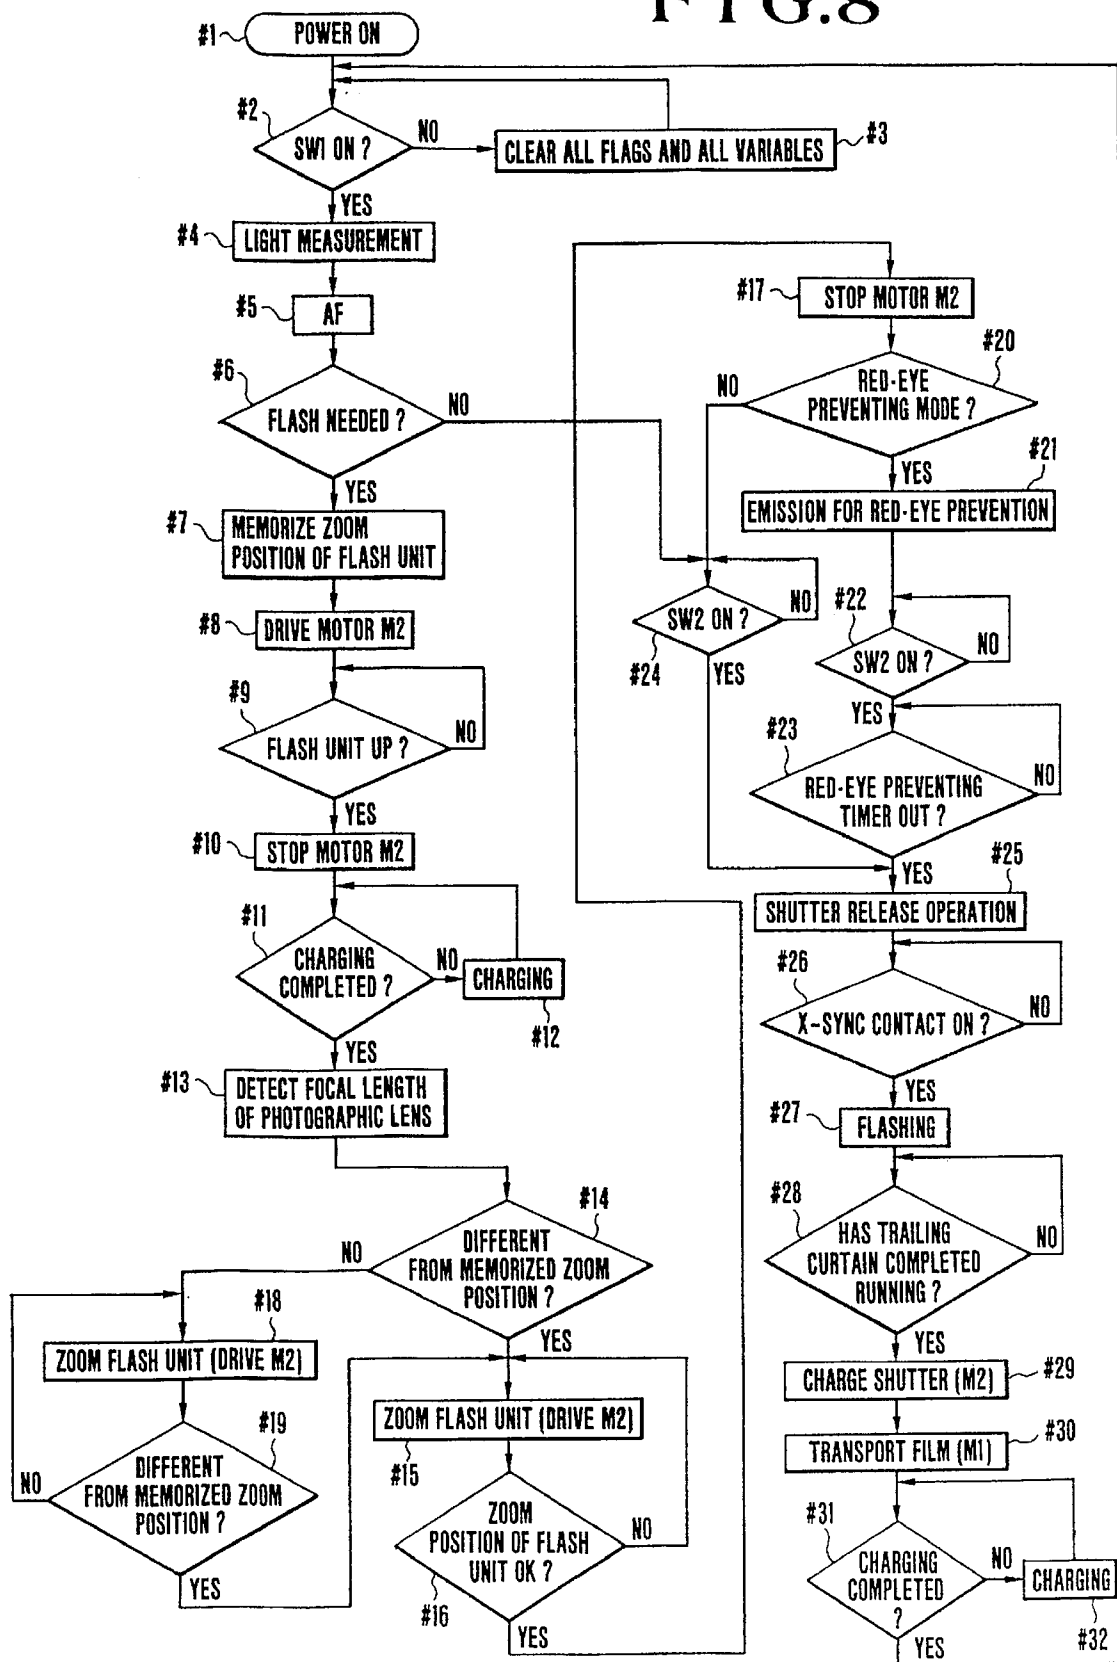 FIG.8
#1
POWER ON
#2
SW1 ON ?
NO
CLEAR ALL FLAGS AND ALL VARIABLES
#3
YES
#4
LIGHT MEASUREMENT
#5
AF
#6
FLASH NEEDED ?
NO
YES
#7
MEMORIZE ZOOM
POSITION OF FLASH UNIT
#8
DRIVE MOTOR M2
#9
FLASH UNIT UP ?
NO
YES
#10
STOP MOTOR M2
#11
CHARGING
COMPLETED ?
NO
CHARGING
#12
YES
#13
DETECT FOCAL LENGTH
OF PHOTOGRAPHIC LENS
#14
DIFFERENT
FROM MEMORIZED ZOOM
POSITION ?
NO
YES
#18
ZOOM FLASH UNIT (DRIVE M2)
#19
DIFFERENT
FROM MEMORIZED ZOOM
POSITION ?
NO
YES
ZOOM FLASH UNIT (DRIVE M2)
#15
ZOOM
POSITION OF FLASH
UNIT OK ?
NO
#16
YES
#17
STOP MOTOR M2
#20
RED-EYE
PREVENTING MODE ?
NO
YES
#21
EMISSION FOR RED-EYE PREVENTION
SW2 ON ?
NO
#24
YES
#22
SW2 ON ?
NO
YES
#23
RED-EYE PREVENTING
TIMER OUT ?
NO
YES
#25
SHUTTER RELEASE OPERATION
#26
X-SYNC CONTACT ON ?
NO
YES
#27
FLASHING
#28
HAS TRAILING
CURTAIN COMPLETED
RUNNING ?
NO
YES
CHARGE SHUTTER (M2)
#29
TRANSPORT FILM (M1)
#30
#31
CHARGING
COMPLETED
?
NO
CHARGING
#32
YES